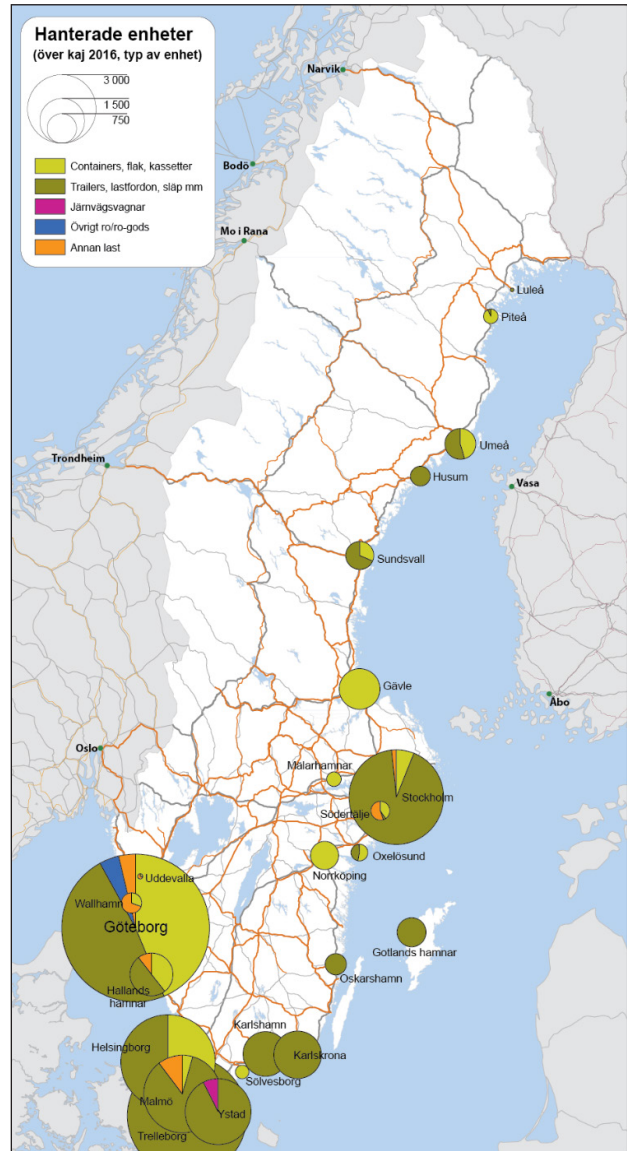 Hanterade enheter
(över kaj 2016, typ av enhet)
3 000
1 500
750
Containers, flak, kassetter
Trailers, lastfordon, släp mm
Järnvägsvagnar
Övrigt ro/ro-gods
Annan last
Narvik
Bodö
Mo i Rana
Luleå
Piteå
Umeå
Trondheim
Husum
Vasa
Sundsvall
Gävle
Åbo
Oslo
Mälarhamnar
Stockholm
Södertälje
Oxelösund
Norrköping
Uddevalla
Wallhamn
Göteborg
Gotlands hamnar
Oskarshamn
Hallands
hamnar
Karlshamn
Helsingborg
Karlskrona
Sölvesborg
Malmö
Ystad
Trelleborg